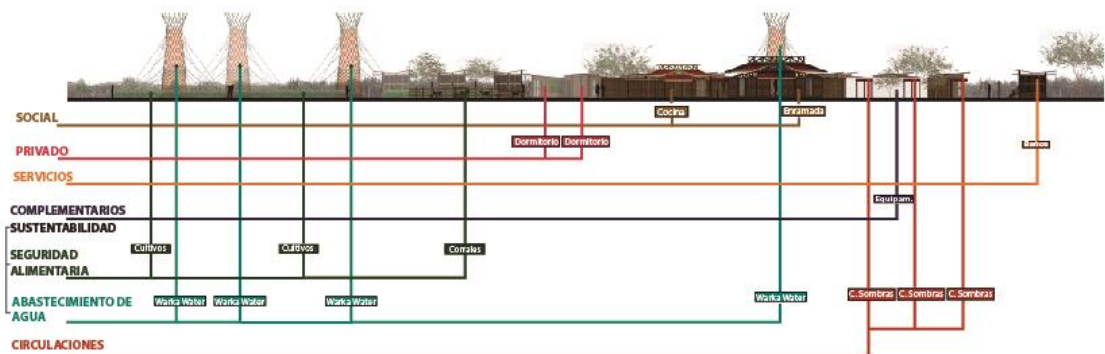 SOCIAL
Cocina
Enramada
PRIVADO
Dormitorio Dormitorio
Baños
SERVICIOS
Equipam.
COMPLEMENTARIOS
SUSTENTABILIDAD
SEGURIDAD
ALIMENTARIA
Cultivos Cultivos Corrales
ABASTECIMIENTO DE
AGUA
Warka Water Warka Water Warka Water Warka Water
C. Sombras C. Sombras C. Sombras
CIRCULACIONES